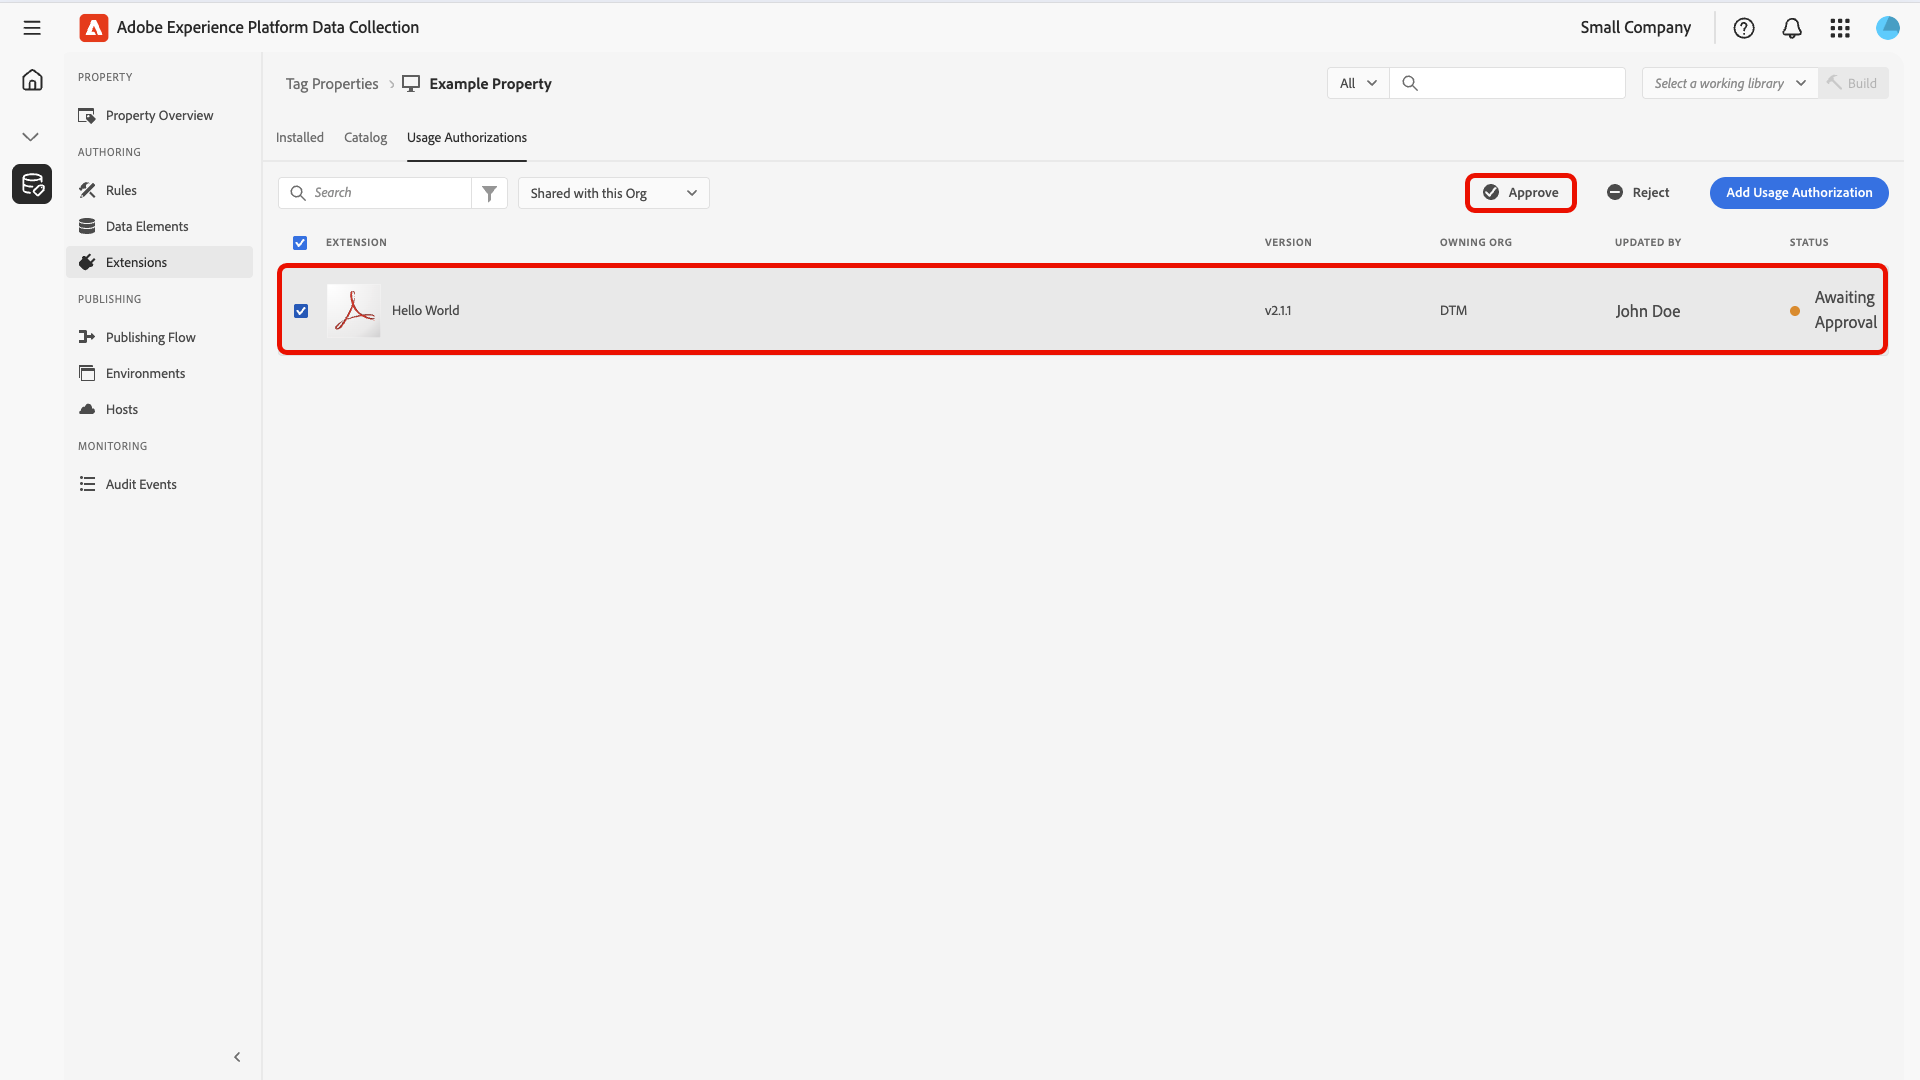 Adobe Experience Platform Data Collection
Small Company
PROPERTY
Property Overview
AUTHORING
Rules
Data Elements
Extensions
PUBLISHING
Publishing Flow
Environments
Hosts
MONITORING
Audit Events
Tag Properties > Example Property
All
Select a working library
Build
Installed Catalog Usage Authorizations
Search
Shared with this Org
Approve
Reject
Add Usage Authorization
EXTENSION VERSION OWNING ORG UPDATED BY STATUS
Hello World v2.1.1 DTM John Doe Awaiting
Approval